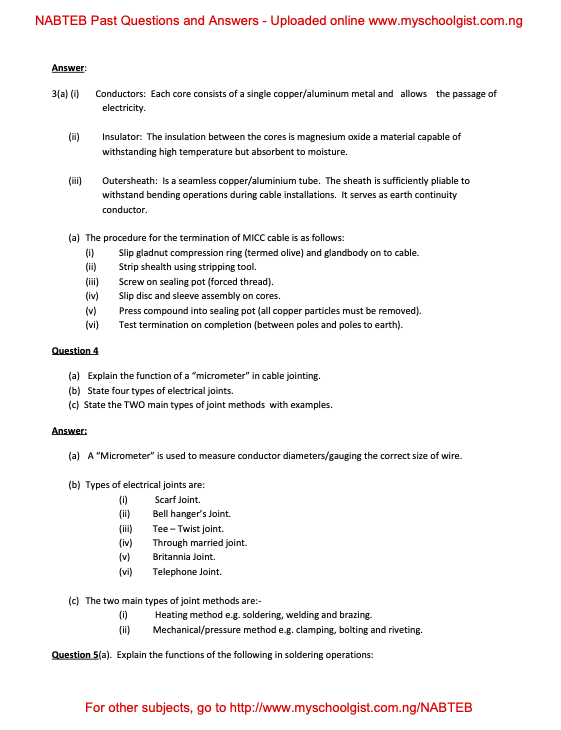 NABTEB Past Questions and Answers - Uploaded online www.myschoolgist.com.ng
Answer:
3(a) (i) Conductors: Each core consists of a single copper/aluminum metal and allows the passage of
electricity.
(ii) Insulator: The insulation between the cores is magnesium oxide a material capable of
withstanding high temperature but absorbent to moisture.
(iii) Outersheath: Is a seamless copper/aluminium tube. The sheath is sufficiently pliable to
withstand bending operations during cable installations. It serves as earth continuity
conductor.
(a) The procedure for the termination of MICC cable is as follows:
(i) Slip gladnut compression ring (termed olive) and glandbody on to cable.
(ii) Strip shealth using stripping tool.
(iii) Screw on sealing pot (forced thread).
(iv) Slip disc and sleeve assembly on cores.
(v) Press compound into sealing pot (all copper particles must be removed).
(vi) Test termination on completion (between poles and poles to earth).
Question 4
(a) Explain the function of a “micrometer” in cable jointing.
(b) State four types of electrical joints.
(c) State the TWO main types of joint methods with examples.
Answer:
(a) A “Micrometer” is used to measure conductor diameters/gauging the correct size of wire.
(b) Types of electrical joints are:
(i) Scarf Joint.
(ii) Bell hanger’s Joint.
(iii) Tee – Twist joint.
(iv) Through married joint.
(v) Britannia Joint.
(vi) Telephone Joint.
(c) The two main types of joint methods are:-
(i) Heating method e.g. soldering, welding and brazing.
(ii) Mechanical/pressure method e.g. clamping, bolting and riveting.
Question 5(a). Explain the functions of the following in soldering operations:
For other subjects, go to http://www.myschoolgist.com.ng/NABTEB